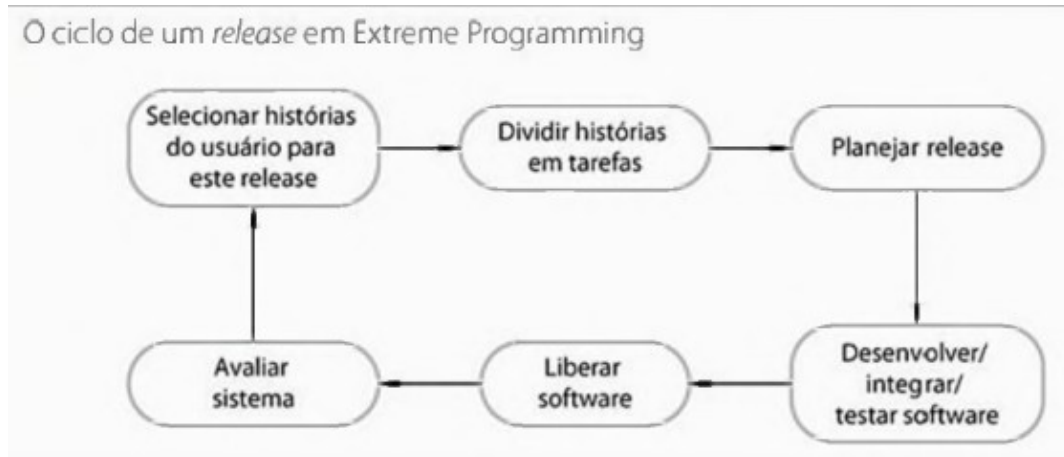 O ciclo de um release em Extreme Programming
Selecionar histórias
do usuário para
este release
Dividir histórias
em tarefas
Planejar release
Desenvolver/
integrar/
testar software
Liberar
software
Avaliar
sistema